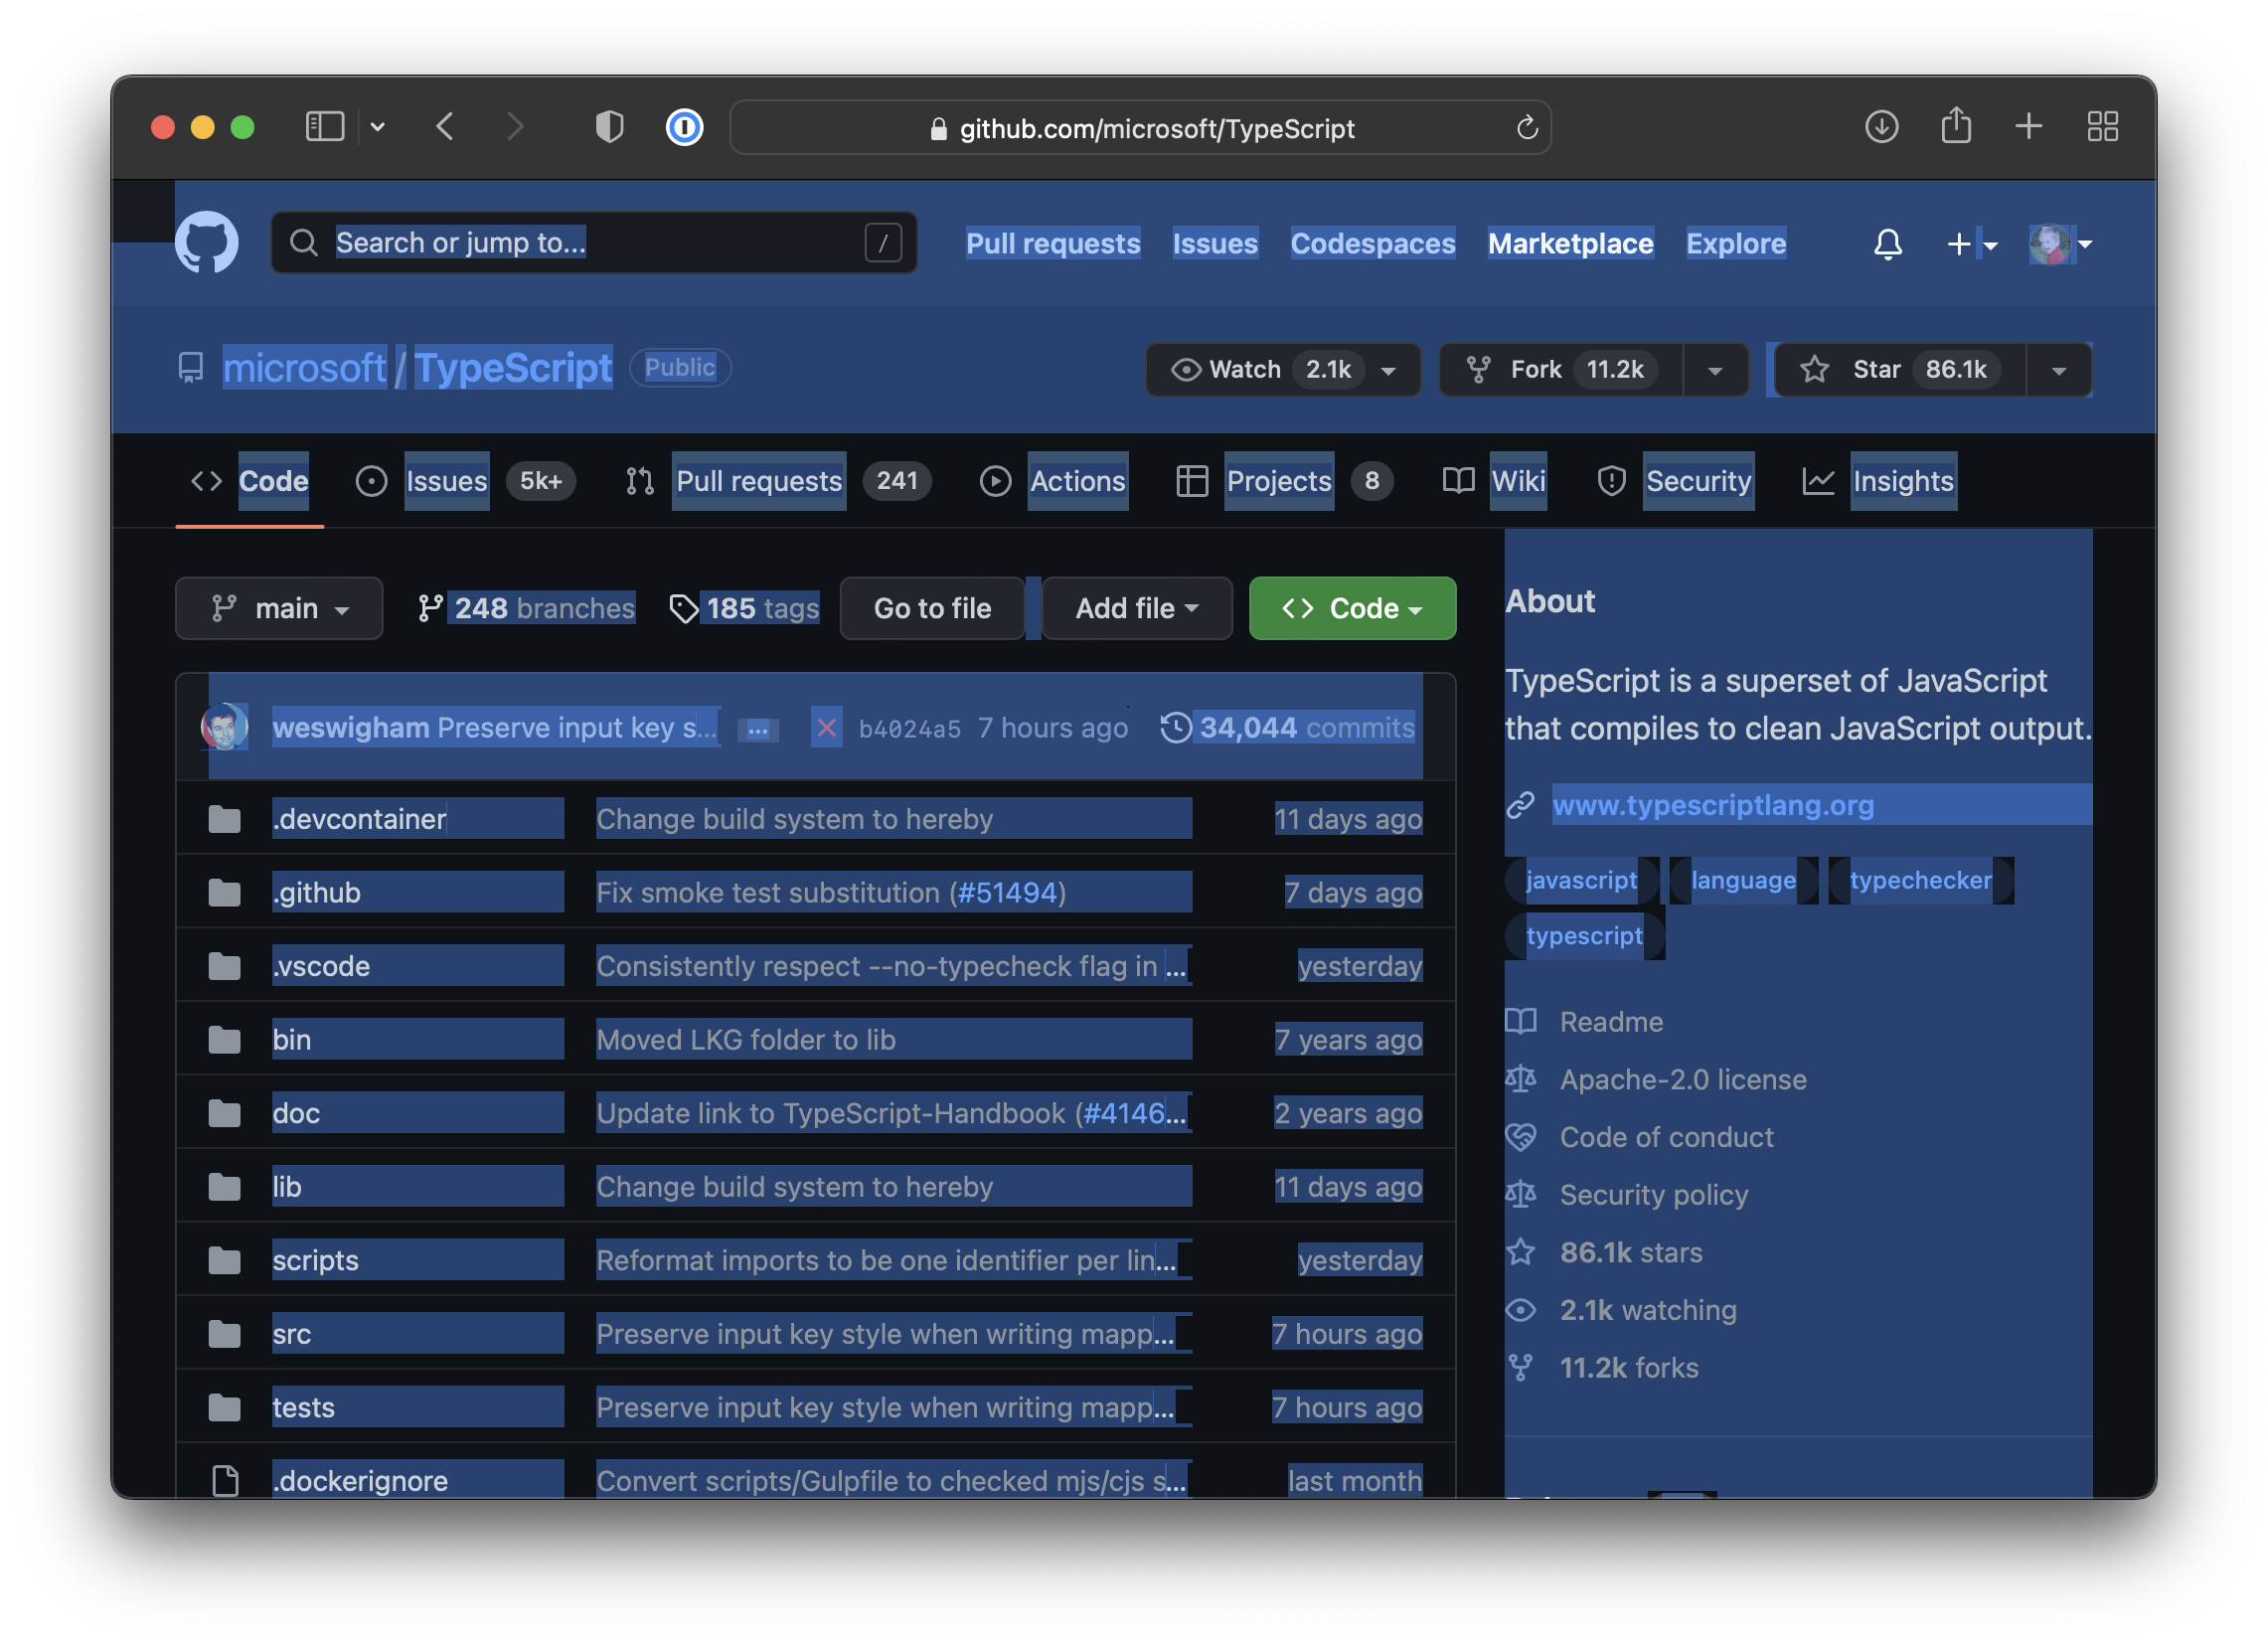 github.com/microsoft/TypeScript
Search or jump to... / Pull requests Issues Codespaces Marketplace Explore
microsoft / TypeScript Public Watch 2.1k Fork 11.2k Star 86.1k
Code Issues 5k+ Pull requests 241 Actions Projects 8 Wiki Security Insights
main 248 branches 185 tags Go to file Add file Code
weswigham Preserve input key s... ... b4024a5 7 hours ago 34,044 commits
.devcontainer Change build system to hereby 11 days ago
.github Fix smoke test substitution (#51494) 7 days ago
.vscode Consistently respect --no-typecheck flag in ... yesterday
bin Moved LKG folder to lib 7 years ago
doc Update link to TypeScript-Handbook (#4146... 2 years ago
lib Change build system to hereby 11 days ago
scripts Reformat imports to be one identifier per lin... yesterday
src Preserve input key style when writing mapp... 7 hours ago
tests Preserve input key style when writing mapp... 7 hours ago
.dockerignore Convert scripts/Gulpfile to checked mjs/cjs s... last month
About
TypeScript is a superset of JavaScript
that compiles to clean JavaScript output.
www.typescriptlang.org
javascript language typechecker
typescript
Readme
Apache-2.0 license
Code of conduct
Security policy
86.1k stars
2.1k watching
11.2k forks